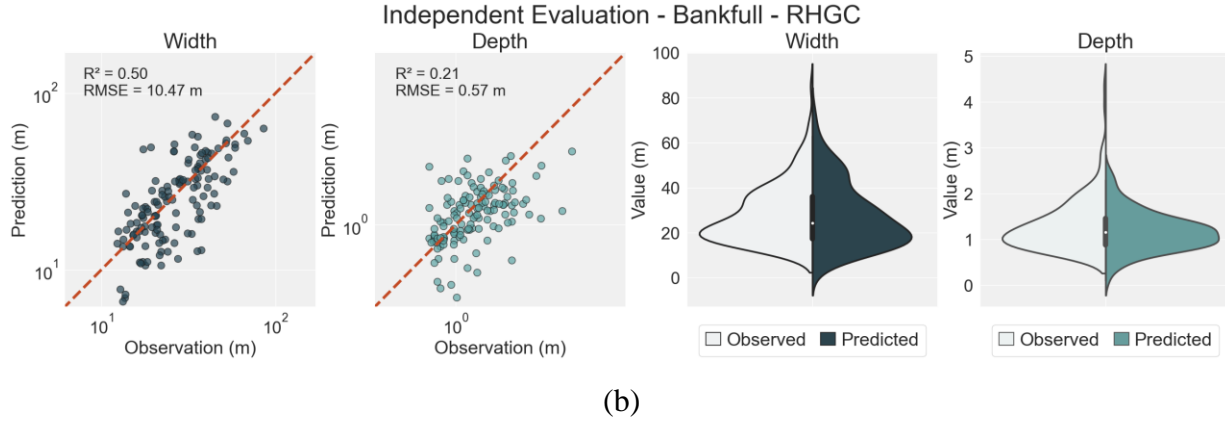 Independent Evaluation - Bankfull - RHGC
Width
R² = 0.50
RMSE = 10.47 m
10²
10¹
Prediction (m)
10¹
10²
Observation (m)
Depth
R² = 0.21
RMSE = 0.57 m
10⁰
Prediction (m)
10⁰
Observation (m)
Width
100
80
60
40
20
0
Value (m)
Observed
Predicted
Depth
5
4
3
2
1
0
Value (m)
Observed
Predicted
(b)